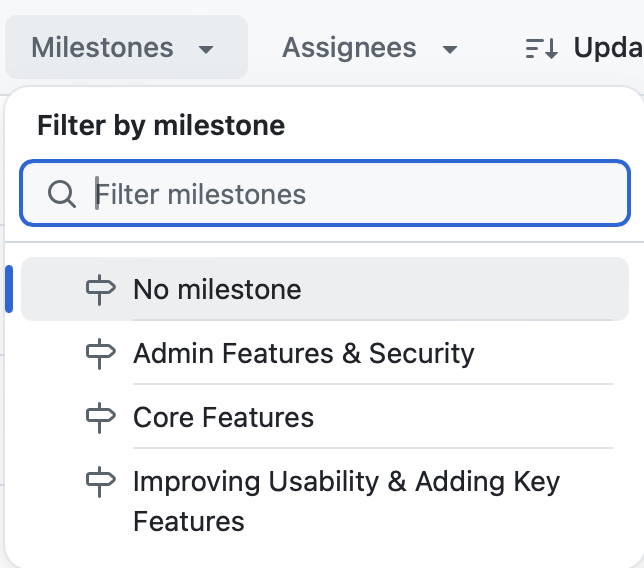 Milestones
Assignees
Upda
Filter by milestone
Filter milestones
No milestone
Admin Features & Security
Core Features
Improving Usability & Adding Key
Features